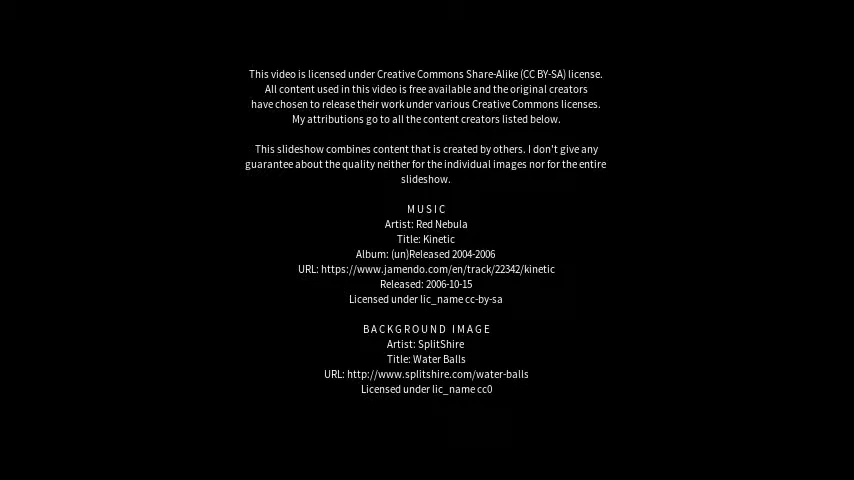 This video is licensed under Creative Commons Share-Alike (CC BY-SA) license.
All content used in this video is free available and the original creators
have chosen to release their work under various Creative Commons licenses.
My attributions go to all the content creators listed below.
This slideshow combines content that is created by others. I don't give any
guarantee about the quality neither for the individual images nor for the entire
slideshow.
MUSIC
Artist: Red Nebula
Title: Kinetic
Album: (un)Released 2004-2006
URL: https://www.jamendo.com/en/track/22342/kinetic
Released: 2006-10-15
Licensed under lic_name cc-by-sa
BACKGROUND IMAGE
Artist: SplitShire
Title: Water Balls
URL: http://www.splitshire.com/water-balls
Licensed under lic_name cc0